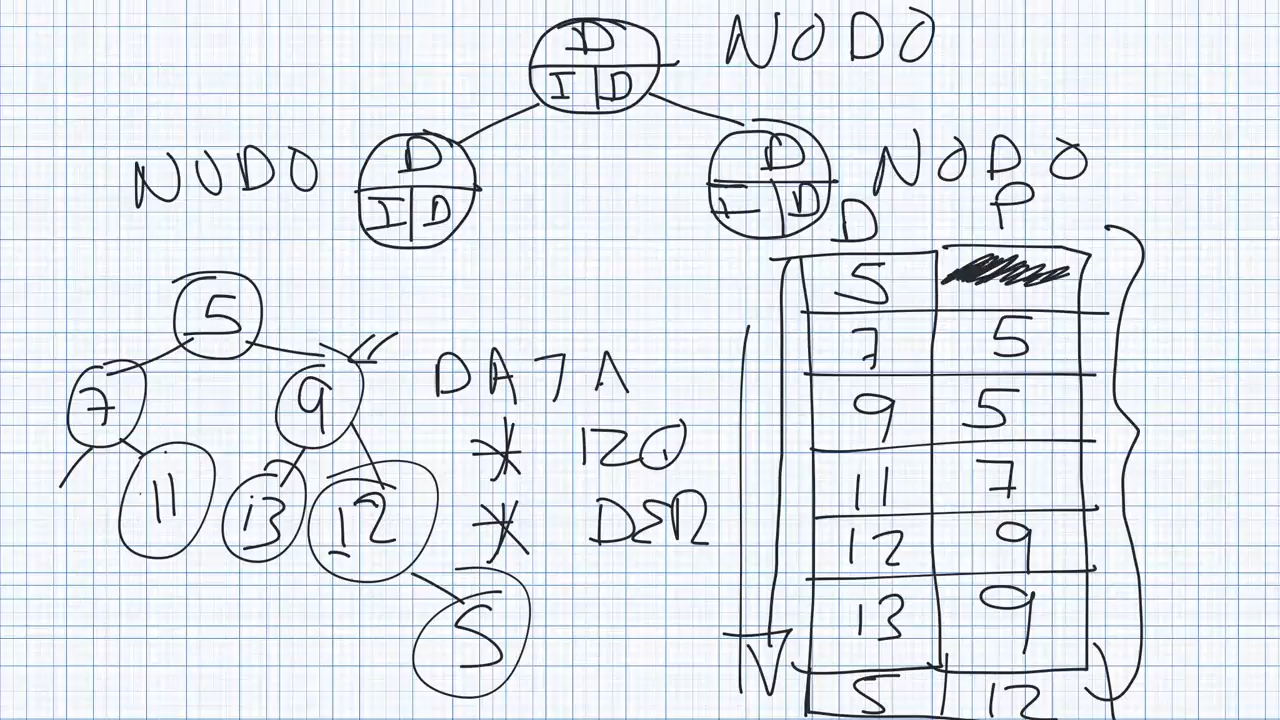 D
I D
NODO
NODO
D
I D
D
I D
NODO
D P
5
7 5
9 5
11 7
12 9
13 9
5 12
5
7
9
11
13
12
5
DATA
* IZQ
* DER